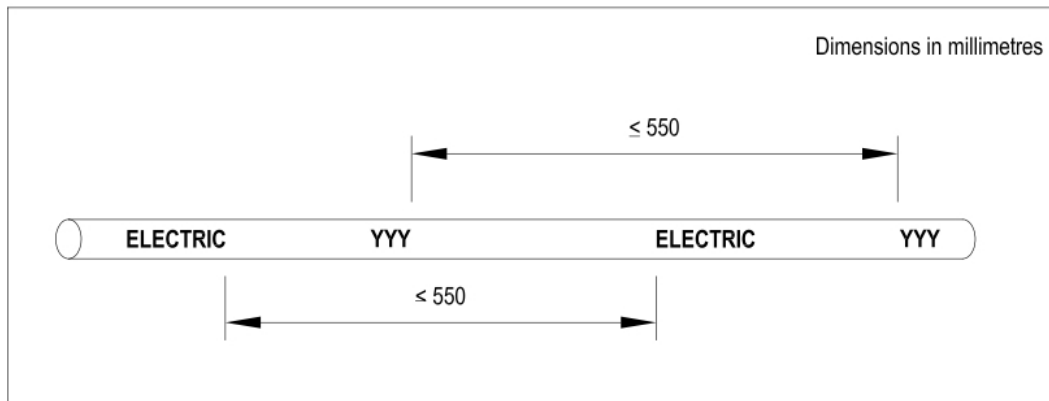 Dimensions in millimetres
≤ 550
ELECTRIC YYY ELECTRIC YYY
≤ 550